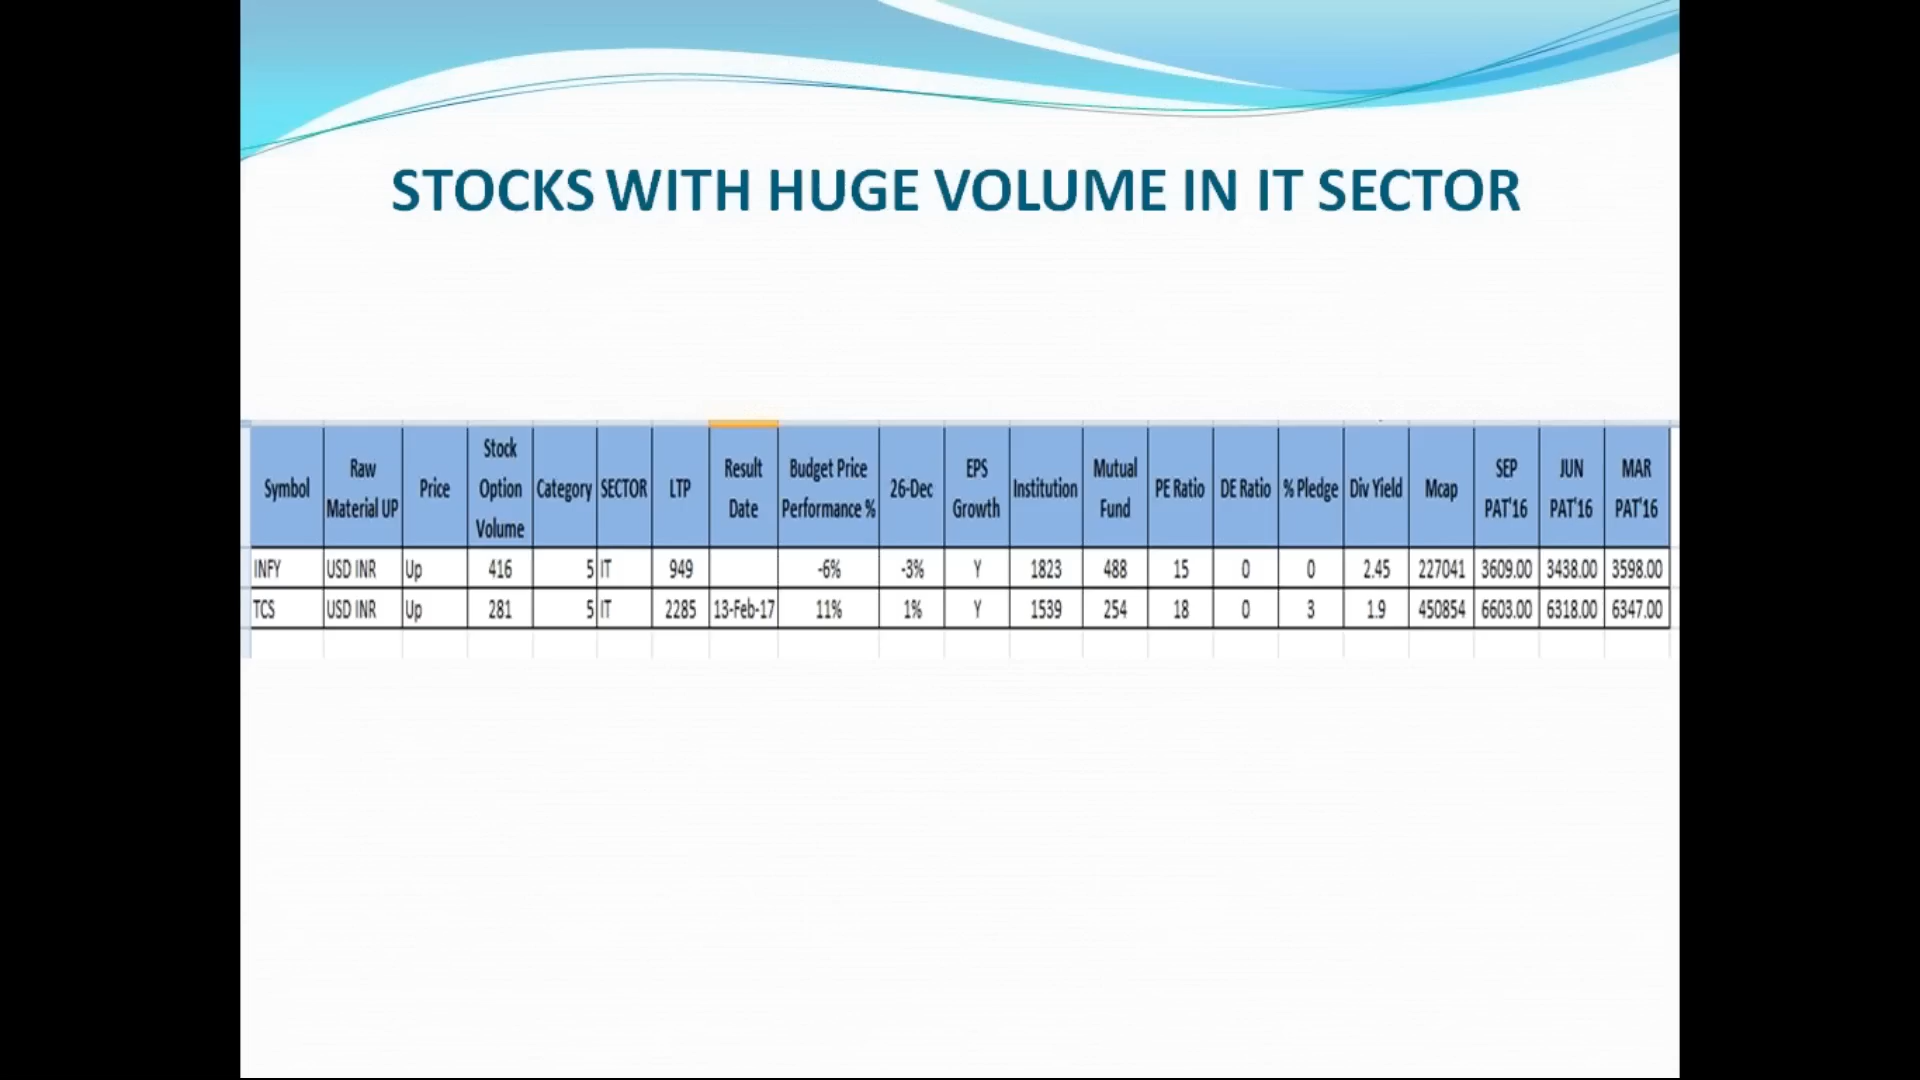 STOCKS WITH HUGE VOLUME IN IT SECTOR
Symbol Raw Material UP Price Stock Option Volume Category SECTOR LTP Result Date Budget Price Performance % 26-Dec EPS Growth Institution Mutual Fund PE Ratio DE Ratio % Pledge Div Yield Mcap SEP PAT'16 JUN PAT'16 MAR PAT'16
INFY USD INR Up 416 5 IT 949 -6% -3% Y 1823 488 15 0 0 2.45 227041 3609.00 3438.00 3598.00
TCS USD INR Up 281 5 IT 2285 13-Feb-17 11% 1% Y 1539 254 18 0 3 1.9 450854 6603.00 6318.00 6347.00